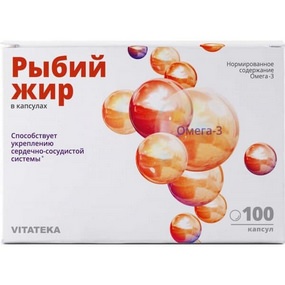 Рыбий
жир
в капсулах
Нормированное
содержание
Омега-3
Способствует
укреплению
сердечно-сосудистой
системы*
Омега-3
VITATEKA
100
капсул